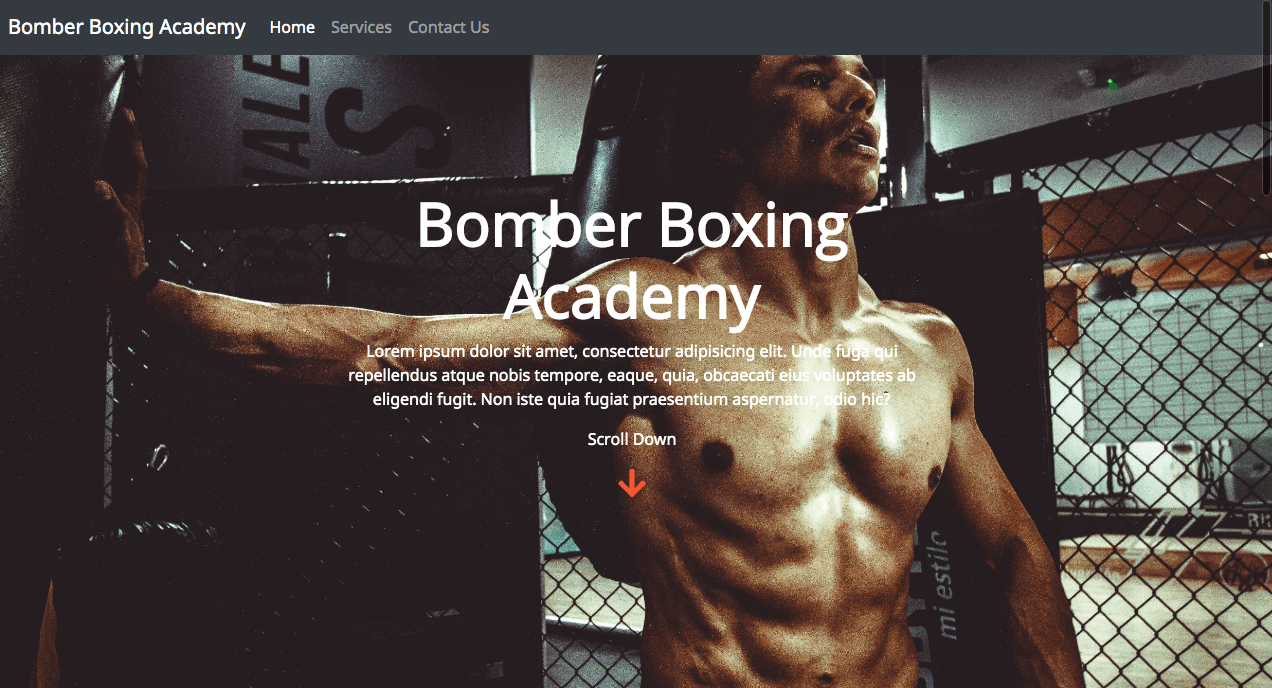 Bomber Boxing Academy Home Services Contact Us
Bomber Boxing
Academy
Lorem ipsum dolor sit amet, consectetur adipisicing elit. Unde fuga qui
repellendus atque nobis tempore, eaque, quia, obcaecati eius voluptates ab
eligendi fugit. Non iste quia fugiat praesentium aspernatur, odio hic?
Scroll Down
mi estilo